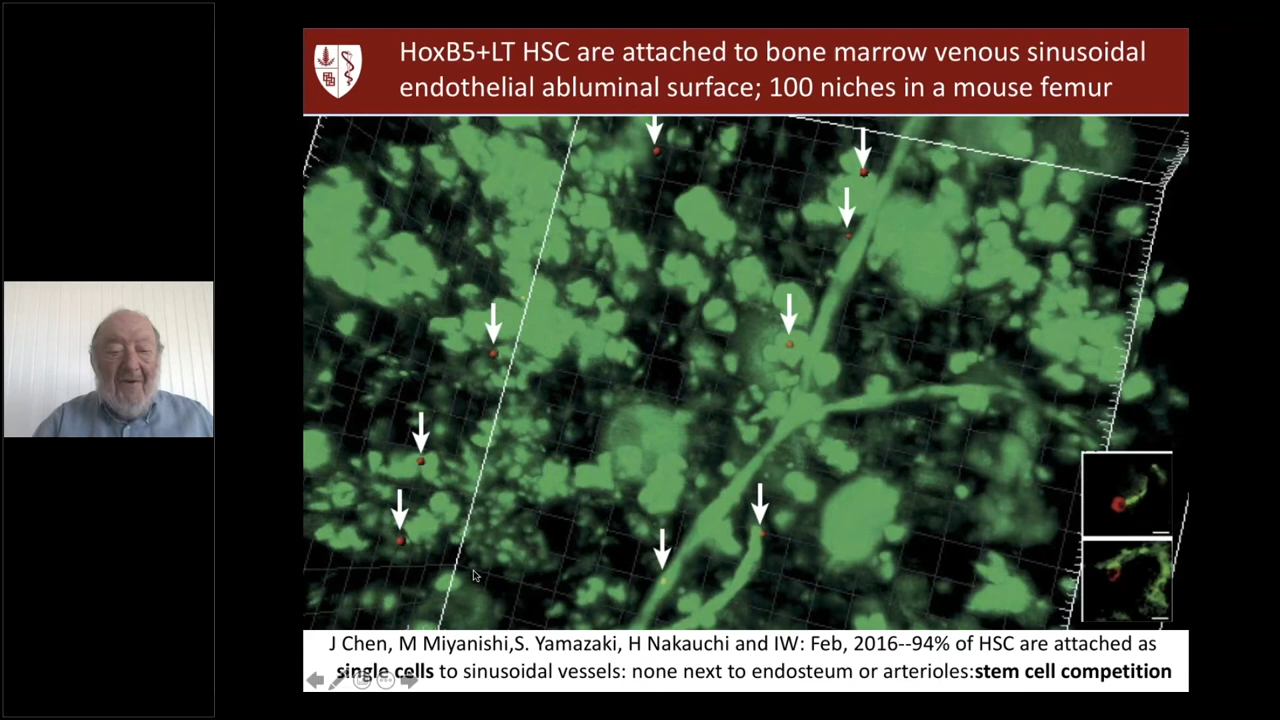 HoxB5+LT HSC are attached to bone marrow venous sinusoidal
endothelial abluminal surface; 100 niches in a mouse femur
J Chen, M Miyanishi,S. Yamazaki, H Nakauchi and IW: Feb, 2016--94% of HSC are attached as
single cells to sinusoidal vessels: none next to endosteum or arterioles:stem cell competition